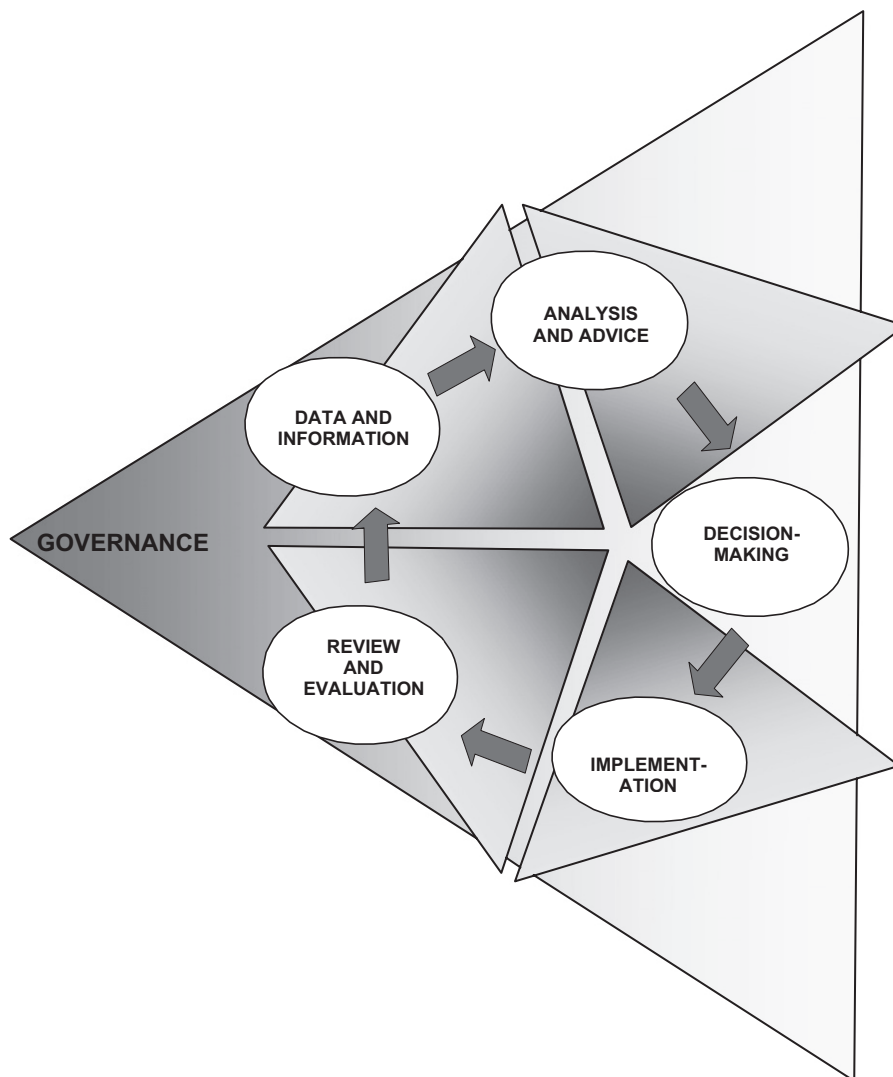 ANALYSIS
AND ADVICE
DATA AND
INFORMATION
GOVERNANCE
DECISION-
MAKING
REVIEW
AND
EVALUATION
IMPLEMENT-
ATION